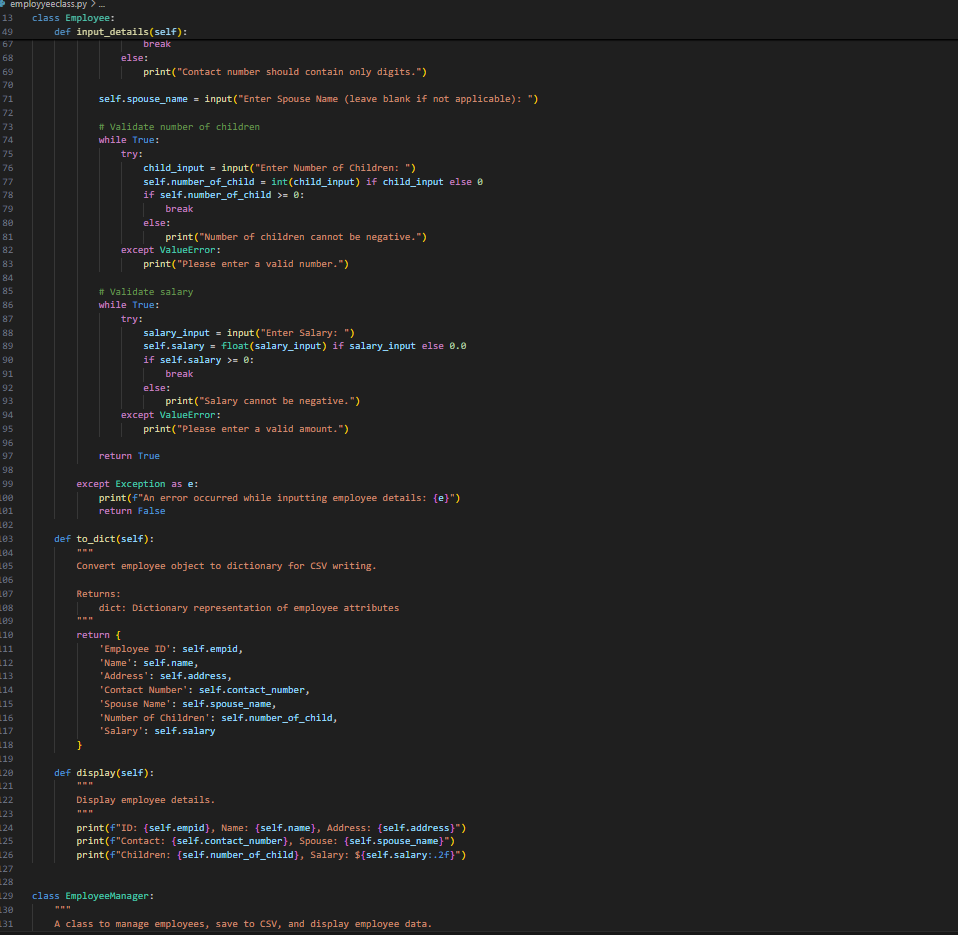 employyeeclass.py > ...
13 class Employee:
49     def input_details(self):
67                     break
68                 else:
69                     print("Contact number should contain only digits.")
70
71             self.spouse_name = input("Enter Spouse Name (leave blank if not applicable): ")
72
73             # Validate number of children
74             while True:
75                 try:
76                     child_input = input("Enter Number of Children: ")
77                     self.number_of_child = int(child_input) if child_input else 0
78                     if self.number_of_child >= 0:
79                         break
80                     else:
81                         print("Number of children cannot be negative.")
82                 except ValueError:
83                     print("Please enter a valid number.")
84
85             # Validate salary
86             while True:
87                 try:
88                     salary_input = input("Enter Salary: ")
89                     self.salary = float(salary_input) if salary_input else 0.0
90                     if self.salary >= 0:
91                         break
92                     else:
93                         print("Salary cannot be negative.")
94                 except ValueError:
95                     print("Please enter a valid amount.")
96
97             return True
98
99         except Exception as e:
100             print(f"An error occurred while inputting employee details: {e}")
101             return False
102
103     def to_dict(self):
104         """
105         Convert employee object to dictionary for CSV writing.
106
107         Returns:
108             dict: Dictionary representation of employee attributes
109         """
110         return {
111             'Employee ID': self.empid,
112             'Name': self.name,
113             'Address': self.address,
114             'Contact Number': self.contact_number,
115             'Spouse Name': self.spouse_name,
116             'Number of Children': self.number_of_child,
117             'Salary': self.salary
118         }
119
120     def display(self):
121         """
122         Display employee details.
123         """
124         print(f"ID: {self.empid}, Name: {self.name}, Address: {self.address}")
125         print(f"Contact: {self.contact_number}, Spouse: {self.spouse_name}")
126         print(f"Children: {self.number_of_child}, Salary: ${self.salary:.2f}")
127
128
129 class EmployeeManager:
130     """
131     A class to manage employees, save to CSV, and display employee data.